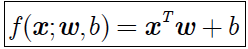 f(x; w, b) = x^T w + b